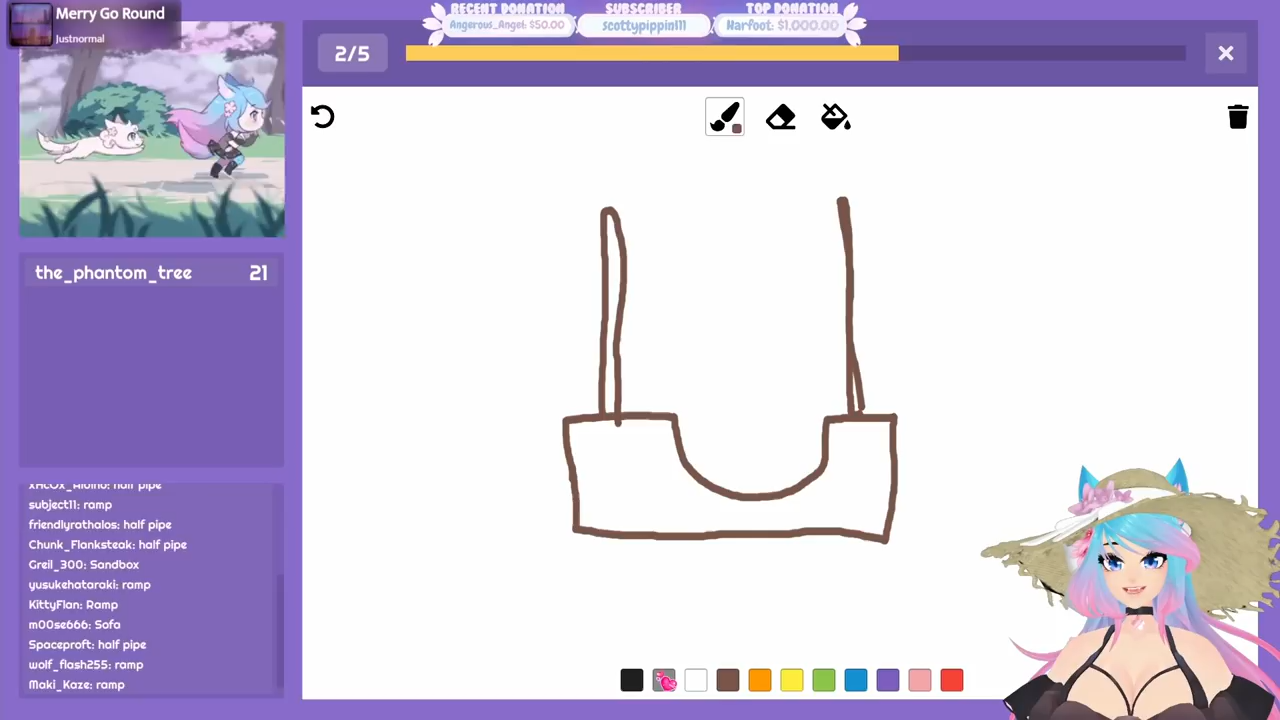 Merry Go Round
Justnormal
RECENT DONATION
Angerous_Angel: $50.00
SUBSCRIBER
scottypippin111
TOP DONATION
Narfoot: $1,000.00
2/5
the_phantom_tree 21
half pipe
subject11: ramp
friendlyrathalos: half pipe
Chunk_Flanksteak: half pipe
Greil_300: Sandbox
yusukehataraki: ramp
KittyFlan: Ramp
m00se666: Sofa
Spaceproft: half pipe
wolf_flash255: ramp
Maki_Kaze: ramp